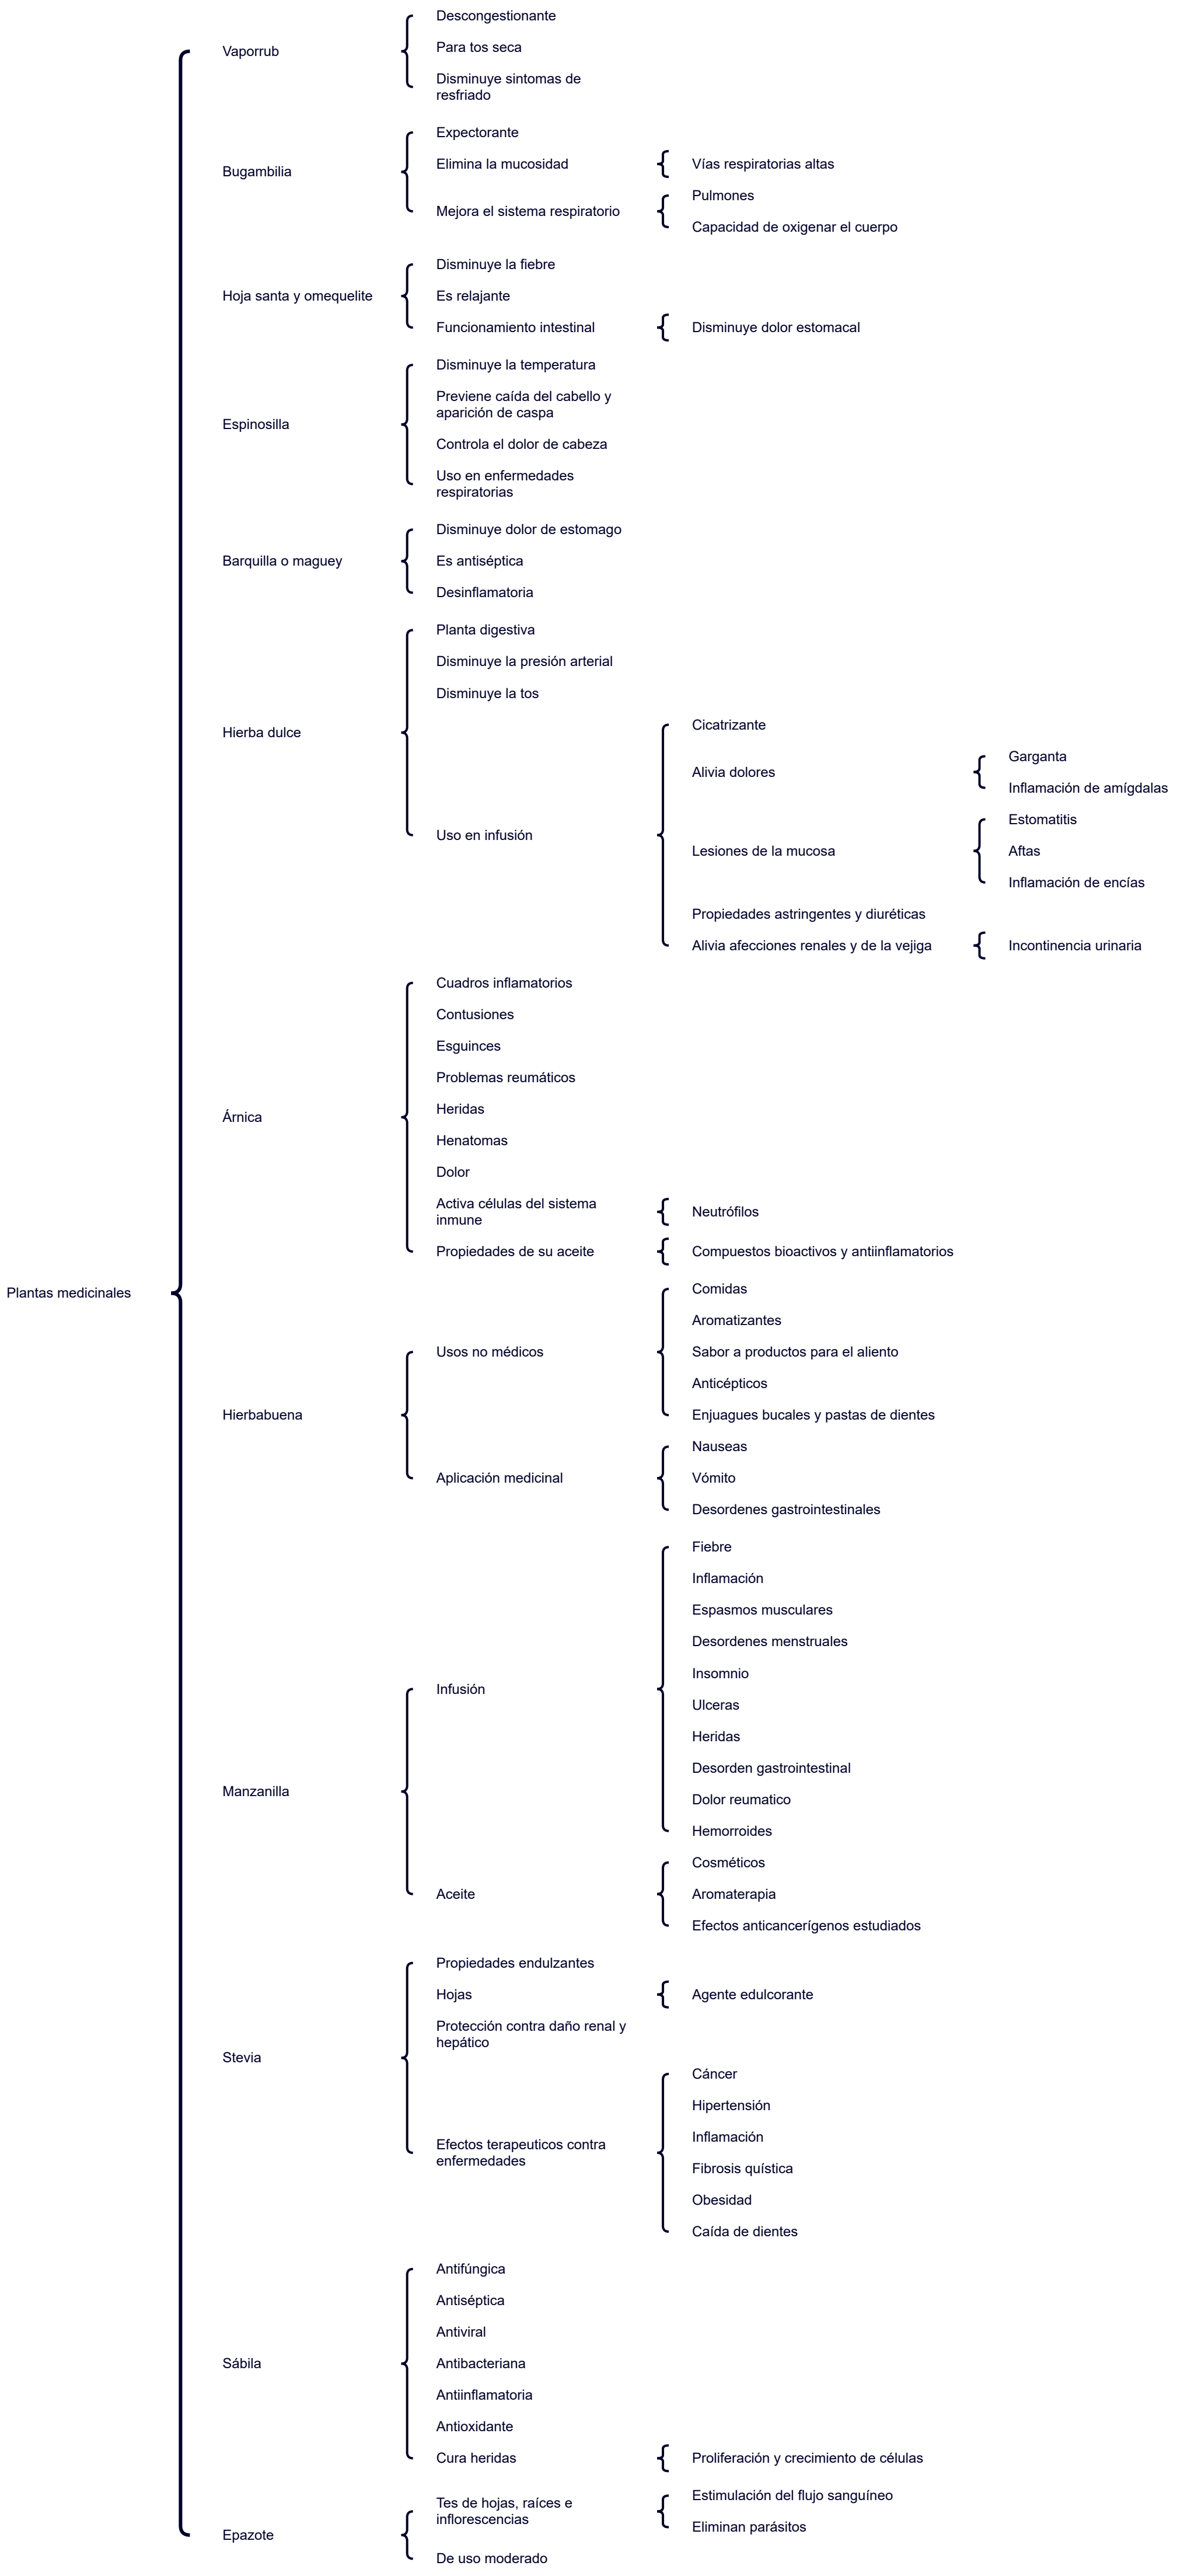 Plantas medicinales
Vaporrub
Descongestionante
Para tos seca
Disminuye sintomas de
resfriado
Bugambilia
Expectorante
Elimina la mucosidad
Vías respiratorias altas
Mejora el sistema respiratorio
Pulmones
Capacidad de oxigenar el cuerpo
Hoja santa y omequelite
Disminuye la fiebre
Es relajante
Funcionamiento intestinal
Disminuye dolor estomacal
Espinosilla
Disminuye la temperatura
Previene caída del cabello y
aparición de caspa
Controla el dolor de cabeza
Uso en enfermedades
respiratorias
Barquilla o maguey
Disminuye dolor de estomago
Es antiséptica
Desinflamatoria
Hierba dulce
Planta digestiva
Disminuye la presión arterial
Disminuye la tos
Uso en infusión
Cicatrizante
Alivia dolores
Garganta
Inflamación de amígdalas
Lesiones de la mucosa
Estomatitis
Aftas
Inflamación de encías
Propiedades astringentes y diuréticas
Alivia afecciones renales y de la vejiga
Incontinencia urinaria
Árnica
Cuadros inflamatorios
Contusiones
Esguinces
Problemas reumáticos
Heridas
Henatomas
Dolor
Activa células del sistema
inmune
Neutrófilos
Propiedades de su aceite
Compuestos bioactivos y antiinflamatorios
Hierbabuena
Usos no médicos
Comidas
Aromatizantes
Sabor a productos para el aliento
Anticépticos
Enjuagues bucales y pastas de dientes
Aplicación medicinal
Nauseas
Vómito
Desordenes gastrointestinales
Manzanilla
Infusión
Fiebre
Inflamación
Espasmos musculares
Desordenes menstruales
Insomnio
Ulceras
Heridas
Desorden gastrointestinal
Dolor reumatico
Hemorroides
Aceite
Cosméticos
Aromaterapia
Efectos anticancerígenos estudiados
Stevia
Propiedades endulzantes
Hojas
Agente edulcorante
Protección contra daño renal y
hepático
Efectos terapeuticos contra
enfermedades
Cáncer
Hipertensión
Inflamación
Fibrosis quística
Obesidad
Caída de dientes
Sábila
Antifúngica
Antiséptica
Antiviral
Antibacteriana
Antiinflamatoria
Antioxidante
Cura heridas
Proliferación y crecimiento de células
Epazote
Tes de hojas, raíces e
inflorescencias
Estimulación del flujo sanguíneo
Eliminan parásitos
De uso moderado